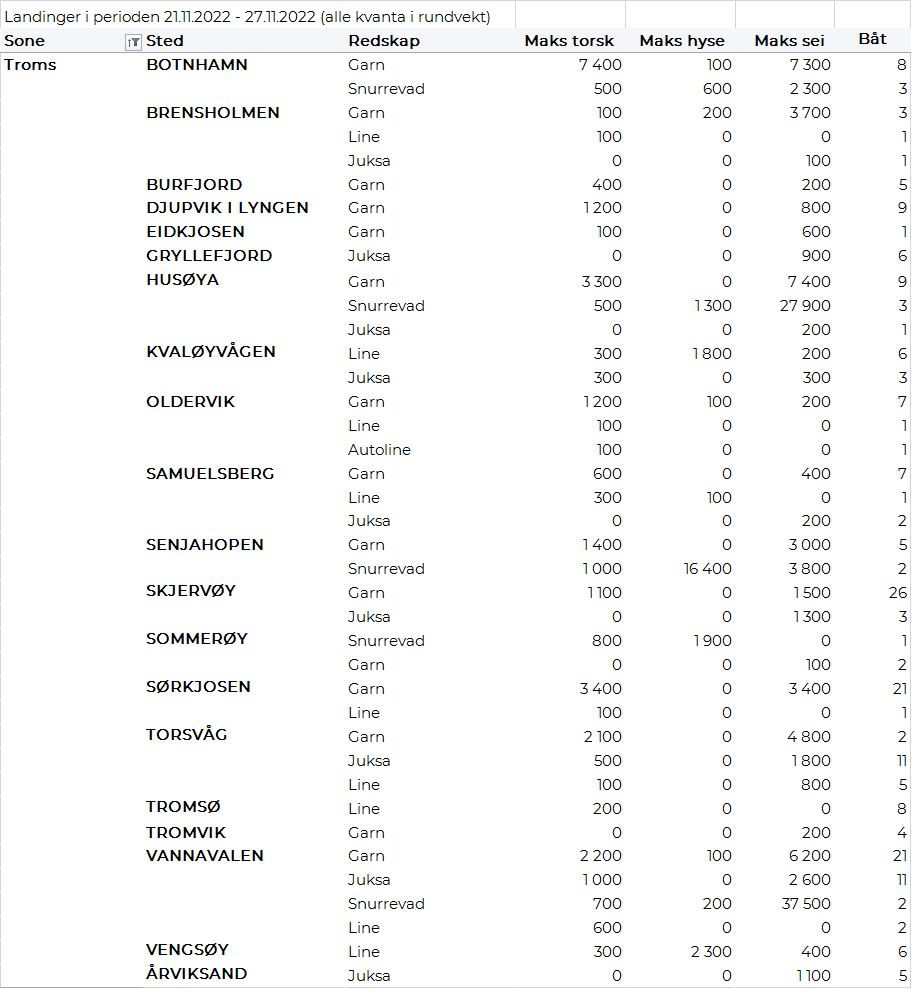 Landinger i perioden 21.11.2022 - 27.11.2022 (alle kvanta i rundvekt)
Sone Sted Redskap Maks torsk Maks hyse Maks sei Båt
Troms BOTNHAMN Garn 7 400 100 7 300 8
Snurrevad 500 600 2 300 3
BRENSHOLMEN Garn 100 200 3 700 3
Line 100 0 0 1
Juksa 0 0 100 1
BURFJORD Garn 400 0 200 5
DJUPVIK I LYNGEN Garn 1 200 0 800 9
EIDKJOSEN Garn 100 0 600 1
GRYLLEFJORD Juksa 0 0 900 6
HUSØYA Garn 3 300 0 7 400 9
Snurrevad 500 1 300 27 900 3
Juksa 0 0 200 1
KVALØYVÅGEN Line 300 1 800 200 6
Juksa 300 0 300 3
OLDERVIK Garn 1 200 100 200 7
Line 100 0 0 1
Autoline 100 0 0 1
SAMUELSBERG Garn 600 0 400 7
Line 300 100 0 1
Juksa 0 0 200 2
SENJAHOPEN Garn 1 400 0 3 000 5
Snurrevad 1 000 16 400 3 800 2
SKJERVØY Garn 1 100 0 1 500 26
Juksa 0 0 1 300 3
SOMMERØY Snurrevad 800 1 900 0 1
Garn 0 0 100 2
SØRKJOSEN Garn 3 400 0 3 400 21
Line 100 0 0 1
TORSVÅG Garn 2 100 0 4 800 2
Juksa 500 0 1 800 11
Line 100 0 800 5
TROMSØ Line 200 0 0 8
TROMVIK Garn 0 0 200 4
VANNAVALEN Garn 2 200 100 6 200 21
Juksa 1 000 0 2 600 11
Snurrevad 700 200 37 500 2
Line 600 0 0 2
VENGSØY Line 300 2 300 400 6
ÅRVIKSAND Juksa 0 0 1 100 5